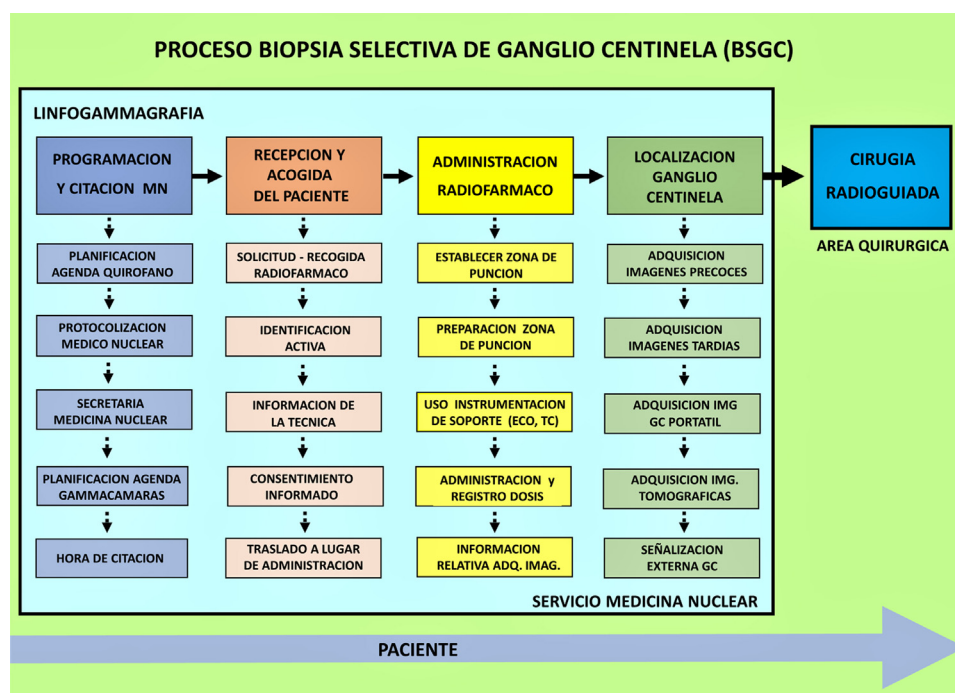 PROCESO BIOPSIA SELECTIVA DE GANGLIO CENTINELA (BSGC)
LINFOGAMMAGRAFIA
PROGRAMACION
Y CITACION MN
PLANIFICACION
AGENDA QUIROFANO
PROTOCOLIZACION
MEDICO NUCLEAR
SECRETARIA
MEDICINA NUCLEAR
PLANIFICACION AGENDA
GAMMACAMARAS
HORA DE CITACION
RECEPCION Y
ACOGIDA
DEL PACIENTE
SOLICITUD - RECOGIDA
RADIOFARMACO
IDENTIFICACION
ACTIVA
INFORMACION DE
LA TECNICA
CONSENTIMIENTO
INFORMADO
TRASLADO A LUGAR
DE ADMINISTRACION
ADMINISTRACION
RADIOFARMACO
ESTABLECER ZONA DE
PUNCION
PREPARACION ZONA
DE PUNCION
USO INSTRUMENTACION
DE SOPORTE (ECO, TC)
ADMINISTRACION y
REGISTRO DOSIS
INFORMACION
RELATIVA ADQ. IMAG.
LOCALIZACION
GANGLIO
CENTINELA
ADQUISICION
IMAGENES PRECOCES
ADQUISICION
IMAGENES TARDIAS
ADQUISICION IMG
GC PORTATIL
ADQUISICION IMG.
TOMOGRAFICAS
SEÑALIZACION
EXTERNA GC
CIRUGIA
RADIOGUIADA
AREA QUIRURGICA
SERVICIO MEDICINA NUCLEAR
PACIENTE